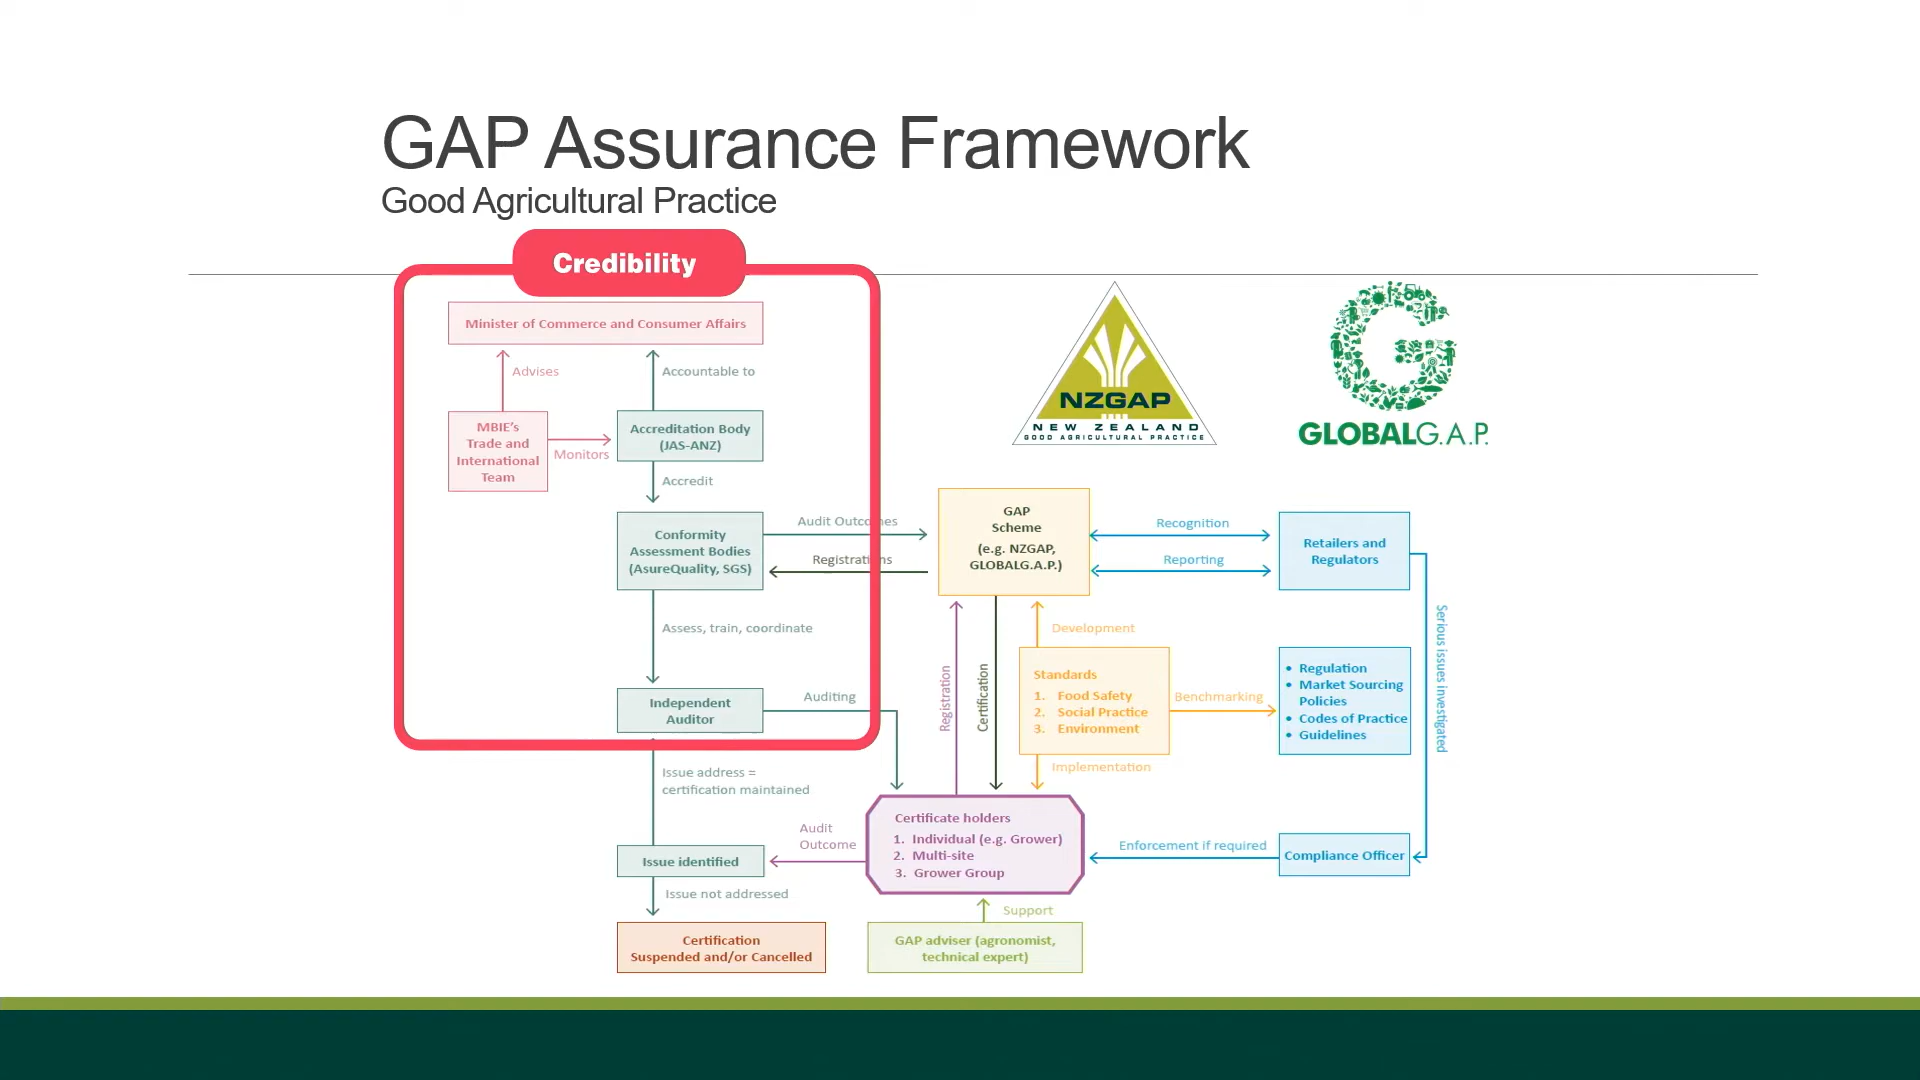 GAP Assurance Framework
Good Agricultural Practice
Credibility
Minister of Commerce and Consumer Affairs
Advises
Accountable to
MBIE's
Trade and
International
Team
Monitors
Accreditation Body
(JAS-ANZ)
Accredit
Conformity
Assessment Bodies
(AsureQuality, SGS)
Audit Outcomes
Registrations
Assess, train, coordinate
Independent
Auditor
Auditing
Issue address =
certification maintained
Issue identified
Audit
Outcome
Issue not addressed
Certification
Suspended and/or Cancelled
NZGAP
NEW ZEALAND
GOOD AGRICULTURAL PRACTICE
GLOBALG.A.P.
GAP
Scheme
(e.g. NZGAP,
GLOBALG.A.P.)
Recognition
Reporting
Retailers and
Regulators
Registration
Certification
Development
Standards
1. Food Safety
2. Social Practice
3. Environment
Implementation
Benchmarking
• Regulation
• Market Sourcing
Policies
• Codes of Practice
• Guidelines
Serious issues investigated
Certificate holders
1. Individual (e.g. Grower)
2. Multi-site
3. Grower Group
Enforcement if required
Compliance Officer
Support
GAP adviser (agronomist,
technical expert)